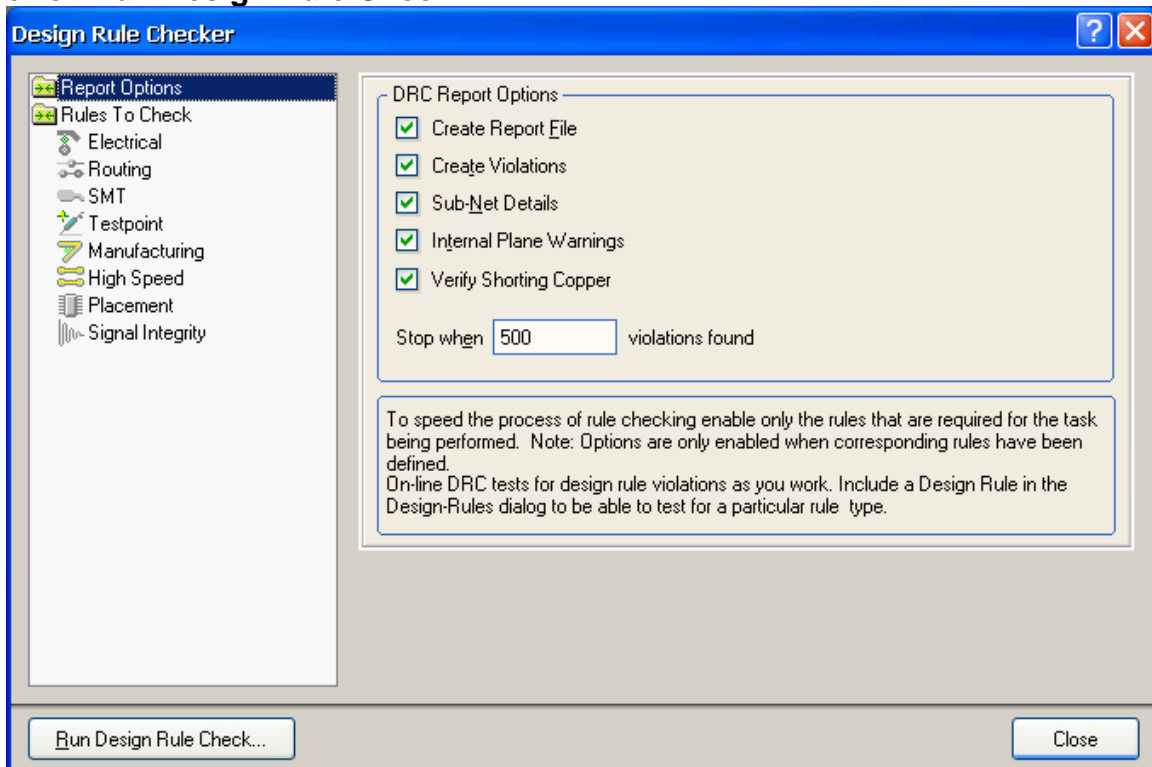 Design Rule Checker
Report Options
Rules To Check
Electrical
Routing
SMT
Testpoint
Manufacturing
High Speed
Placement
Signal Integrity
DRC Report Options
Create Report File
Create Violations
Sub-Net Details
Internal Plane Warnings
Verify Shorting Copper
Stop when 500 violations found
To speed the process of rule checking enable only the rules that are required for the task
being performed. Note: Options are only enabled when corresponding rules have been
defined.
On-line DRC tests for design rule violations as you work. Include a Design Rule in the
Design-Rules dialog to be able to test for a particular rule type.
Run Design Rule Check...
Close